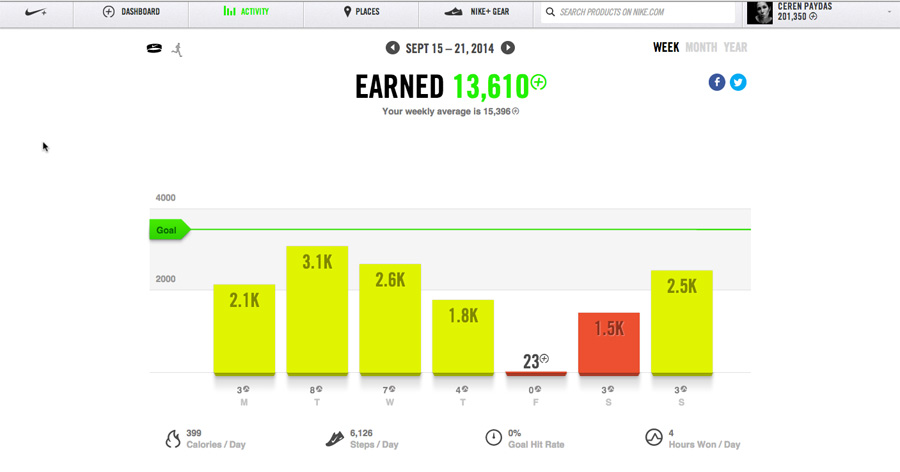 DASHBOARD ACTIVITY PLACES NIKE+ GEAR SEARCH PRODUCTS ON NIKE.COM CEREN PAYDAS
201,350
SEPT 15 – 21, 2014 WEEK MONTH YEAR
EARNED 13,610
Your weekly average is 15,396
4000
Goal
2000
2.1K 3.1K 2.6K 1.8K 23 1.5K 2.5K
3 8 7 4 0 3 3
M T W T F S S
399 6,126 0% 4
Calories / Day Steps / Day Goal Hit Rate Hours Won / Day